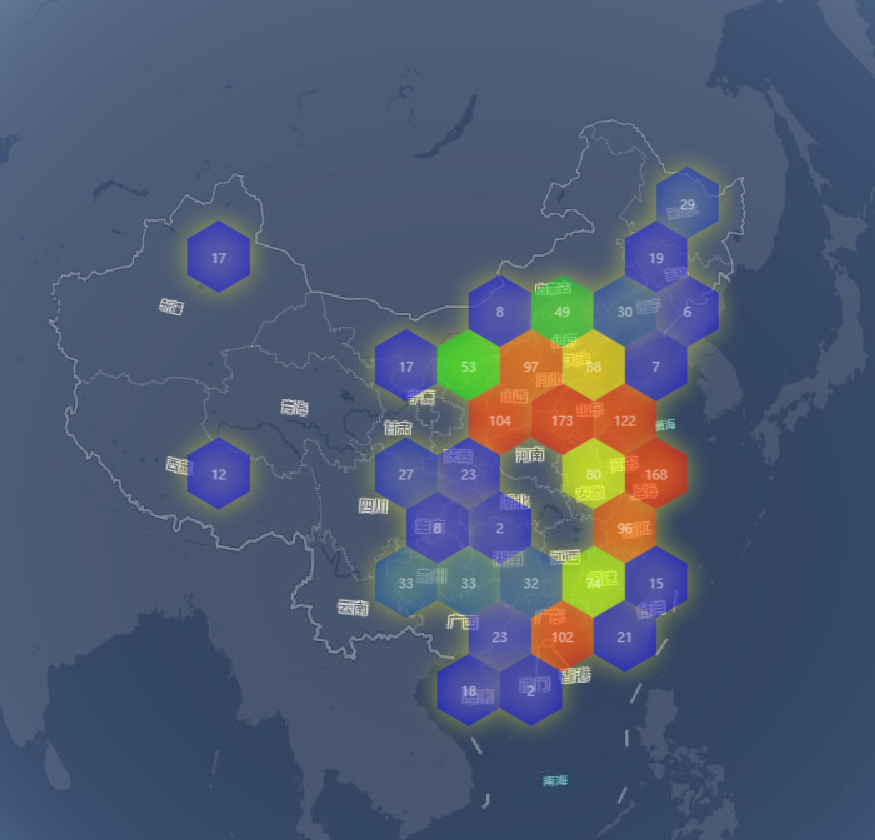 29
黑龙江
19
吉林
17
内蒙古
8
49
30
辽宁
6
新疆
北京
17
53
97
88
天津
7
河北
宁夏
山西
青海
104
173
山东
122
黄海
甘肃
陕西
河南
西藏
12
27
23
80
江苏
168
安徽
上海
四川
湖北
重庆
8
2
96
浙江
湖南
江西
33
贵州
33
32
74
福建
15
云南
台湾
广西
广东
23
102
21
香港
18
海南
澳门
2
南海